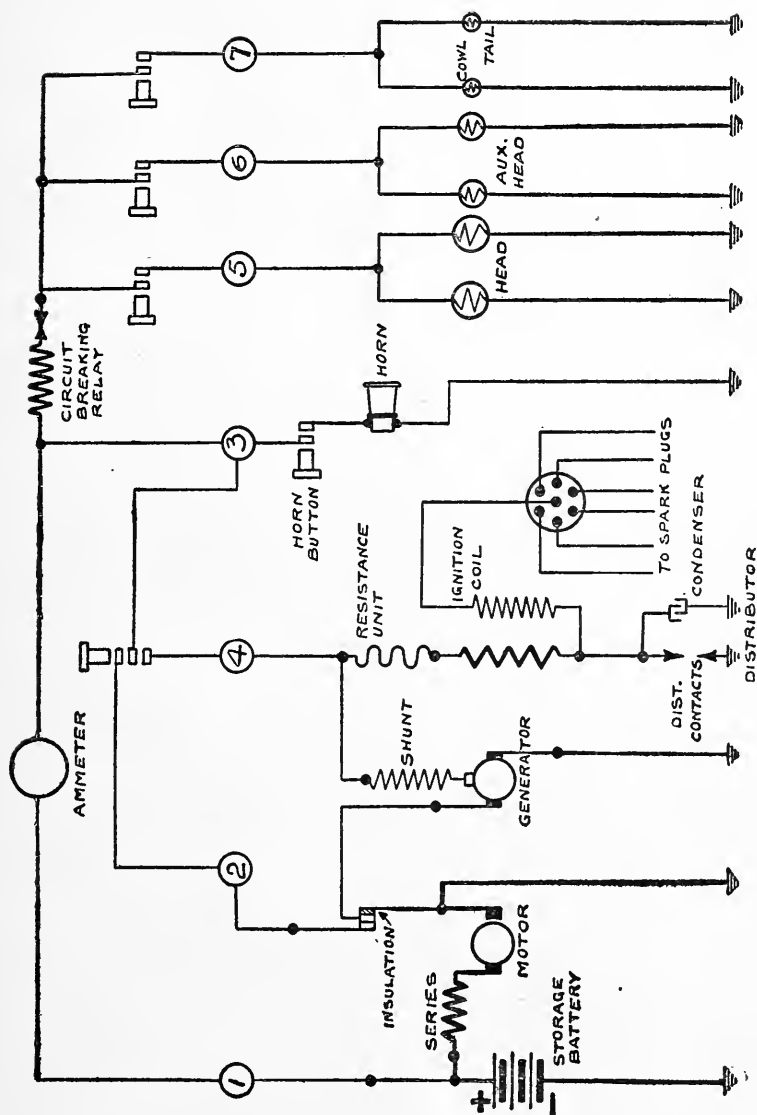 AMMETER
CIRCUIT
BREAKING
RELAY
1
2
3
4
5
6
7
HORN
BUTTON
HORN
HEAD
AUX.
HEAD
COWL
TAIL
RESISTANCE
UNIT
IGNITION
COIL
TO SPARK PLUGS
CONDENSER
DIST.
CONTACTS
DISTRIBUTOR
SHUNT
GENERATOR
INSULATION
SERIES
MOTOR
+
−
STORAGE
BATTERY